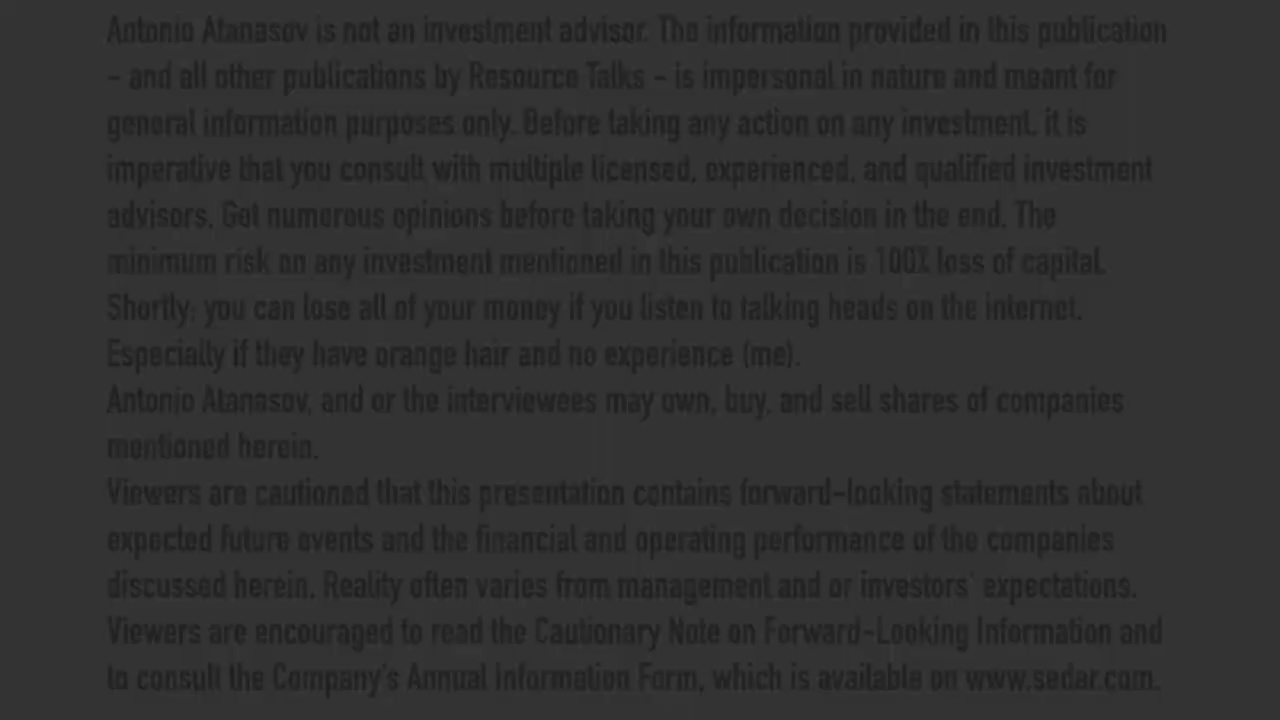 Antonio Atanasov is not an investment advisor. The information provided in this publication
– and all other publications by Resource Talks – is impersonal in nature and meant for
general information purposes only. Before taking any action on any investment, it is
imperative that you consult with multiple licensed, experienced, and qualified investment
advisors. Get numerous opinions before taking your own decision in the end. The
minimum risk on any investment mentioned in this publication is 100% loss of capital.
Shortly: you can lose all of your money if you listen to talking heads on the internet.
Especially if they have orange hair and no experience (me).
Antonio Atanasov, and or the interviewees may own, buy, and sell shares of companies
mentioned herein.
Viewers are cautioned that this presentation contains forward-looking statements about
expected future events and the financial and operating performance of the companies
discussed herein. Reality often varies from management and or investors' expectations.
Viewers are encouraged to read the Cautionary Note on Forward-Looking Information and
to consult the Company's Annual Information Form, which is available on www.sedar.com.